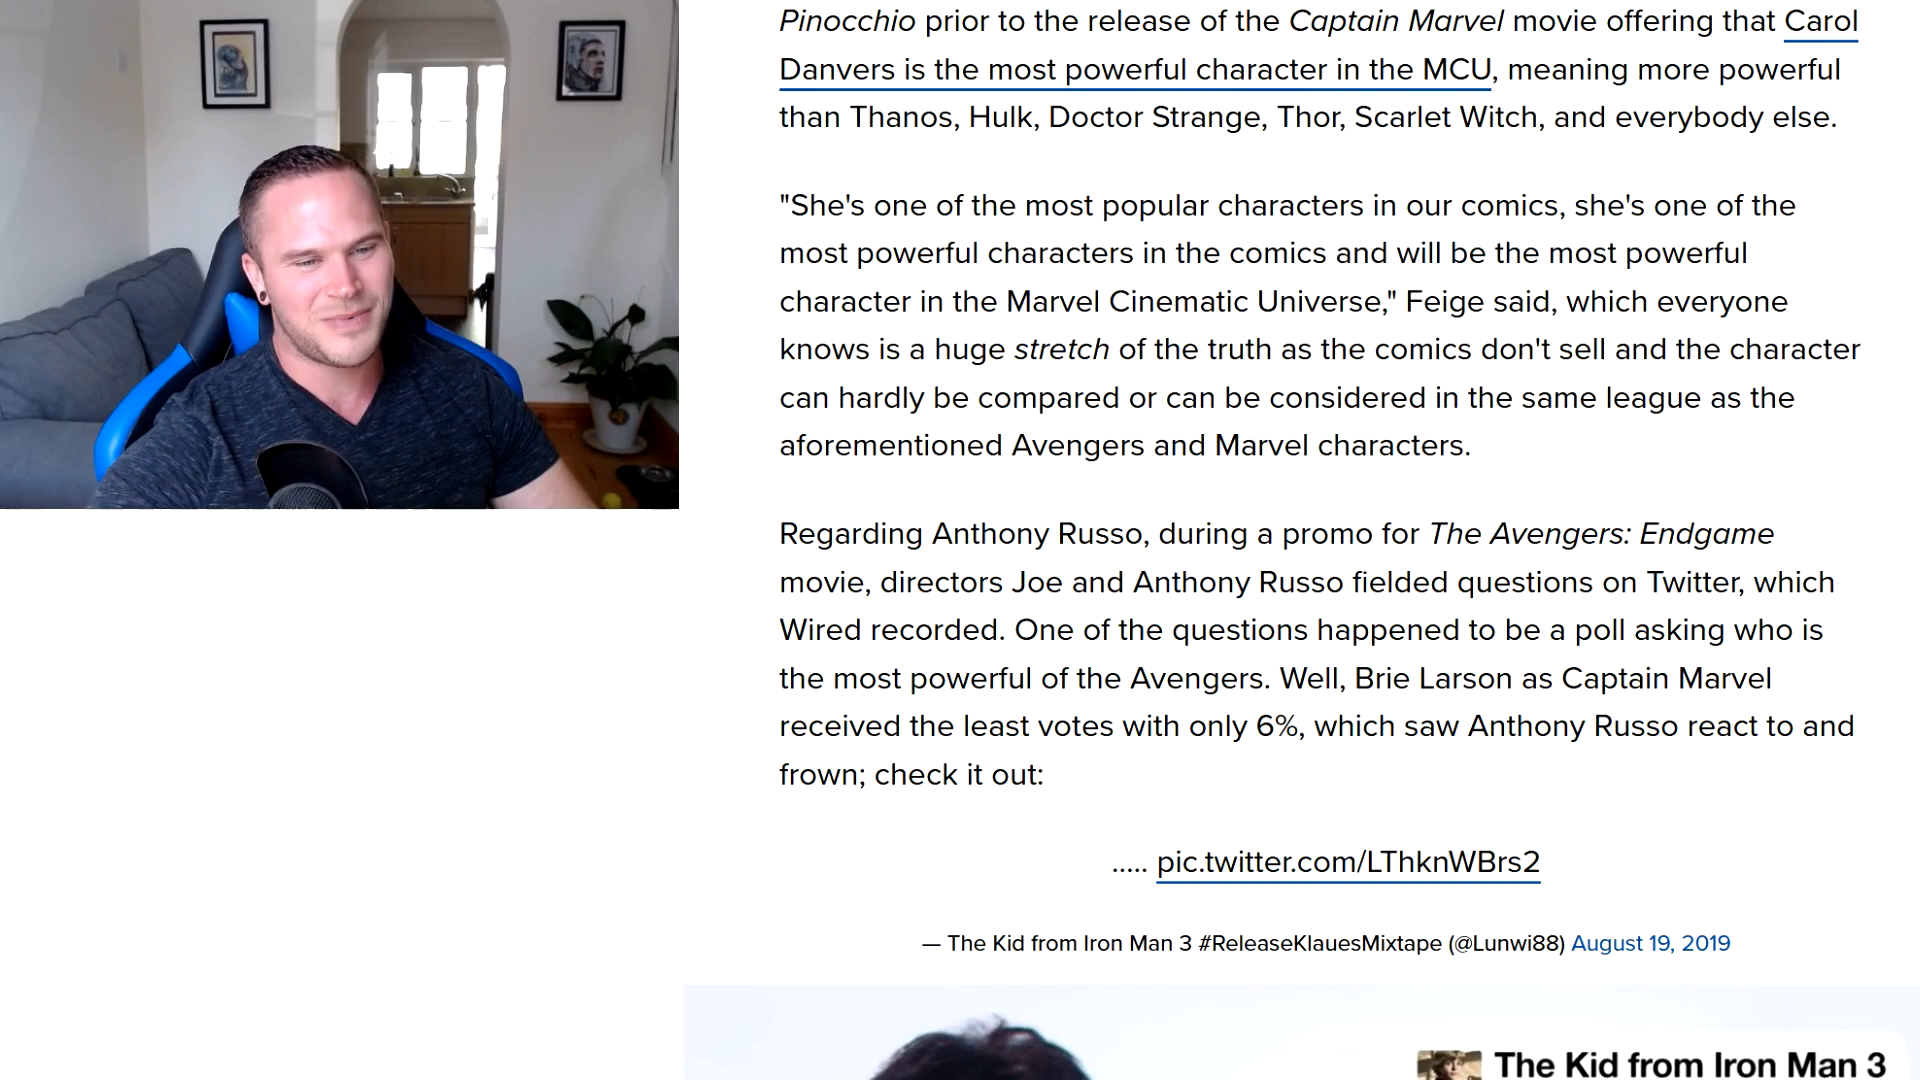 Pinocchio prior to the release of the Captain Marvel movie offering that Carol
Danvers is the most powerful character in the MCU, meaning more powerful
than Thanos, Hulk, Doctor Strange, Thor, Scarlet Witch, and everybody else.
"She's one of the most popular characters in our comics, she's one of the
most powerful characters in the comics and will be the most powerful
character in the Marvel Cinematic Universe," Feige said, which everyone
knows is a huge stretch of the truth as the comics don't sell and the character
can hardly be compared or can be considered in the same league as the
aforementioned Avengers and Marvel characters.
Regarding Anthony Russo, during a promo for The Avengers: Endgame
movie, directors Joe and Anthony Russo fielded questions on Twitter, which
Wired recorded. One of the questions happened to be a poll asking who is
the most powerful of the Avengers. Well, Brie Larson as Captain Marvel
received the least votes with only 6%, which saw Anthony Russo react to and
frown; check it out:
..... pic.twitter.com/LThknWBrs2
— The Kid from Iron Man 3 #ReleaseKlauesMixtape (@Lunwi88) August 19, 2019
The Kid from Iron Man 3